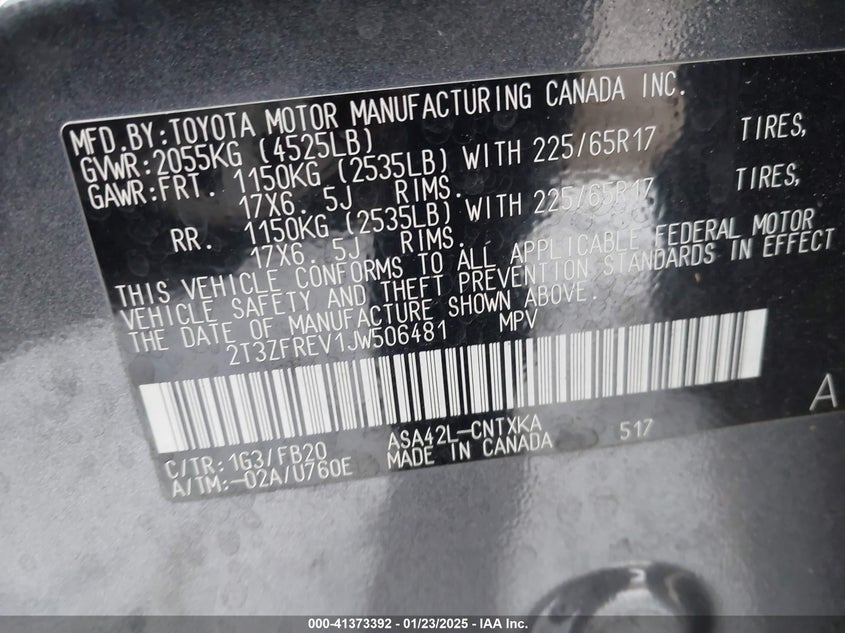 MFD.BY:TOYOTA MOTOR MANUFACTURING CANADA INC.
GVWR:2055KG (4525LB)
GAWR:FRT. 1150KG (2535LB) WITH 225/65R17 TIRES,
17X6. 5J RIMS.
RR. 1150KG (2535LB) WITH 225/65R17 TIRES,
17X6. 5J RIMS.
THIS VEHICLE CONFORMS TO ALL APPLICABLE FEDERAL MOTOR
VEHICLE SAFETY AND THEFT PREVENTION STANDARDS IN EFFECT
THE DATE OF MANUFACTURE SHOWN ABOVE.
2T3ZFREV1JW506481 MPV
A
C/TR:1G3/FB20 ASA42L-CNTXKA 517
A/TM:-02A/U760E MADE IN CANADA
000-41373392 - 01/23/2025 - IAA Inc.